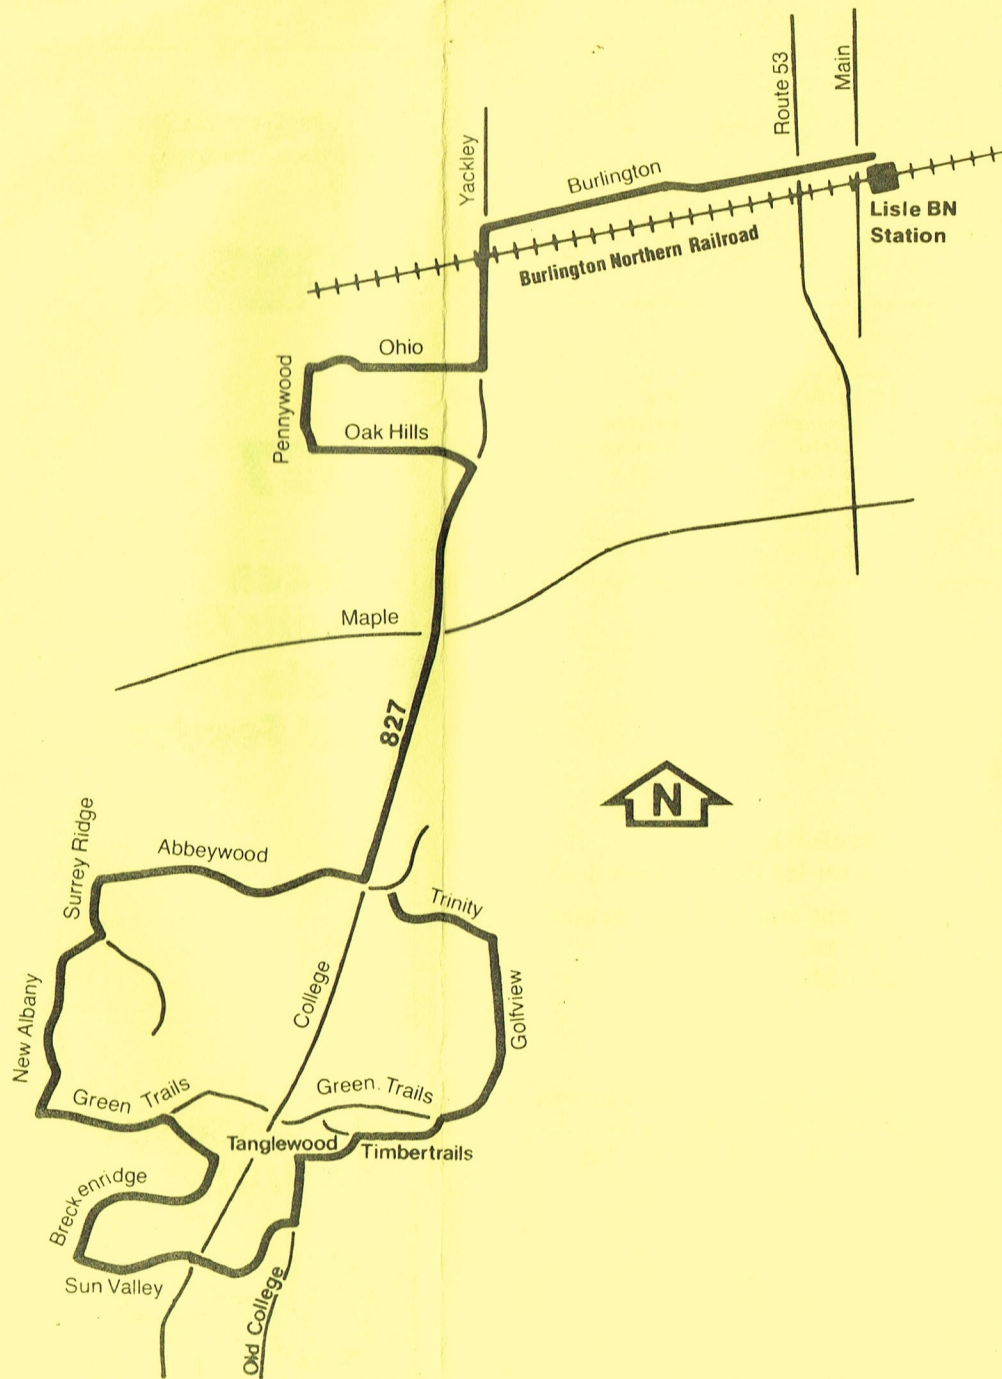 Route 53
Main
Yackley
Burlington
Lisle BN
Station
Burlington Northern Railroad
Ohio
Pennywood
Oak Hills
Maple
827
N
Surrey Ridge
Abbeywood
Trinity
College
Golfview
New Albany
Green Trails
Green. Trails
Tanglewood
Timbertrails
Breckenridge
Sun Valley
Old College